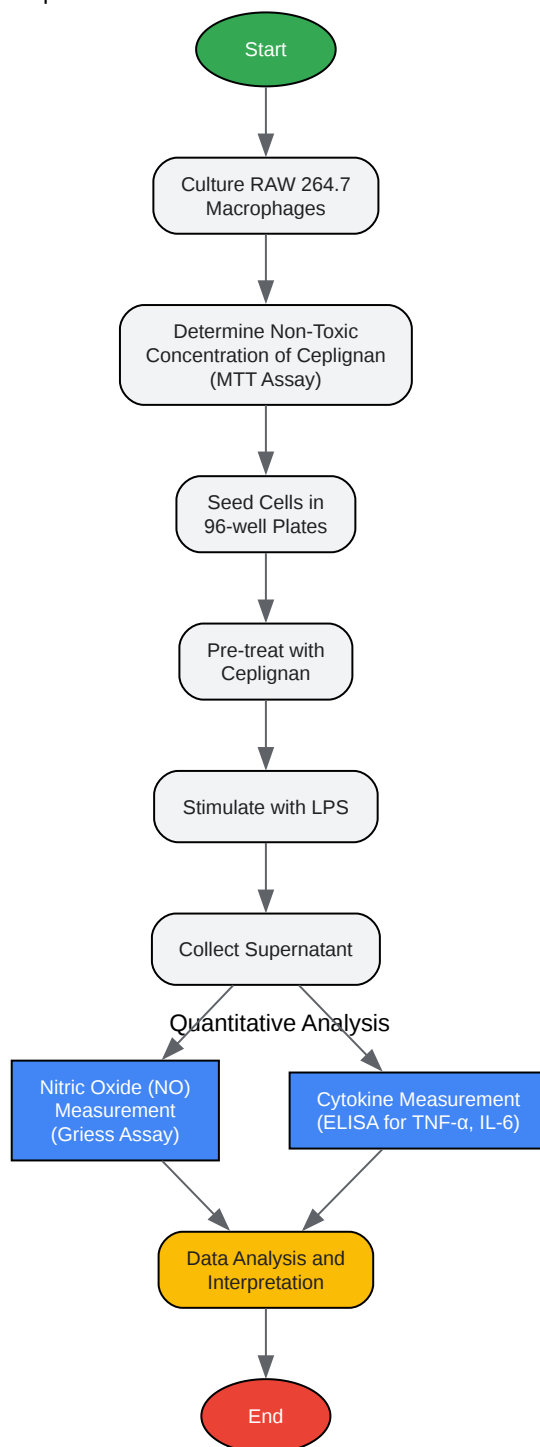 Start
Culture RAW 264.7
Macrophages
Determine Non-Toxic
Concentration of Ceplignan
(MTT Assay)
Seed Cells in
96-well Plates
Pre-treat with
Ceplignan
Stimulate with LPS
Collect Supernatant
Quantitative Analysis
Nitric Oxide (NO)
Measurement
(Griess Assay)
Cytokine Measurement
(ELISA for TNF-α, IL-6)
Data Analysis and
Interpretation
End